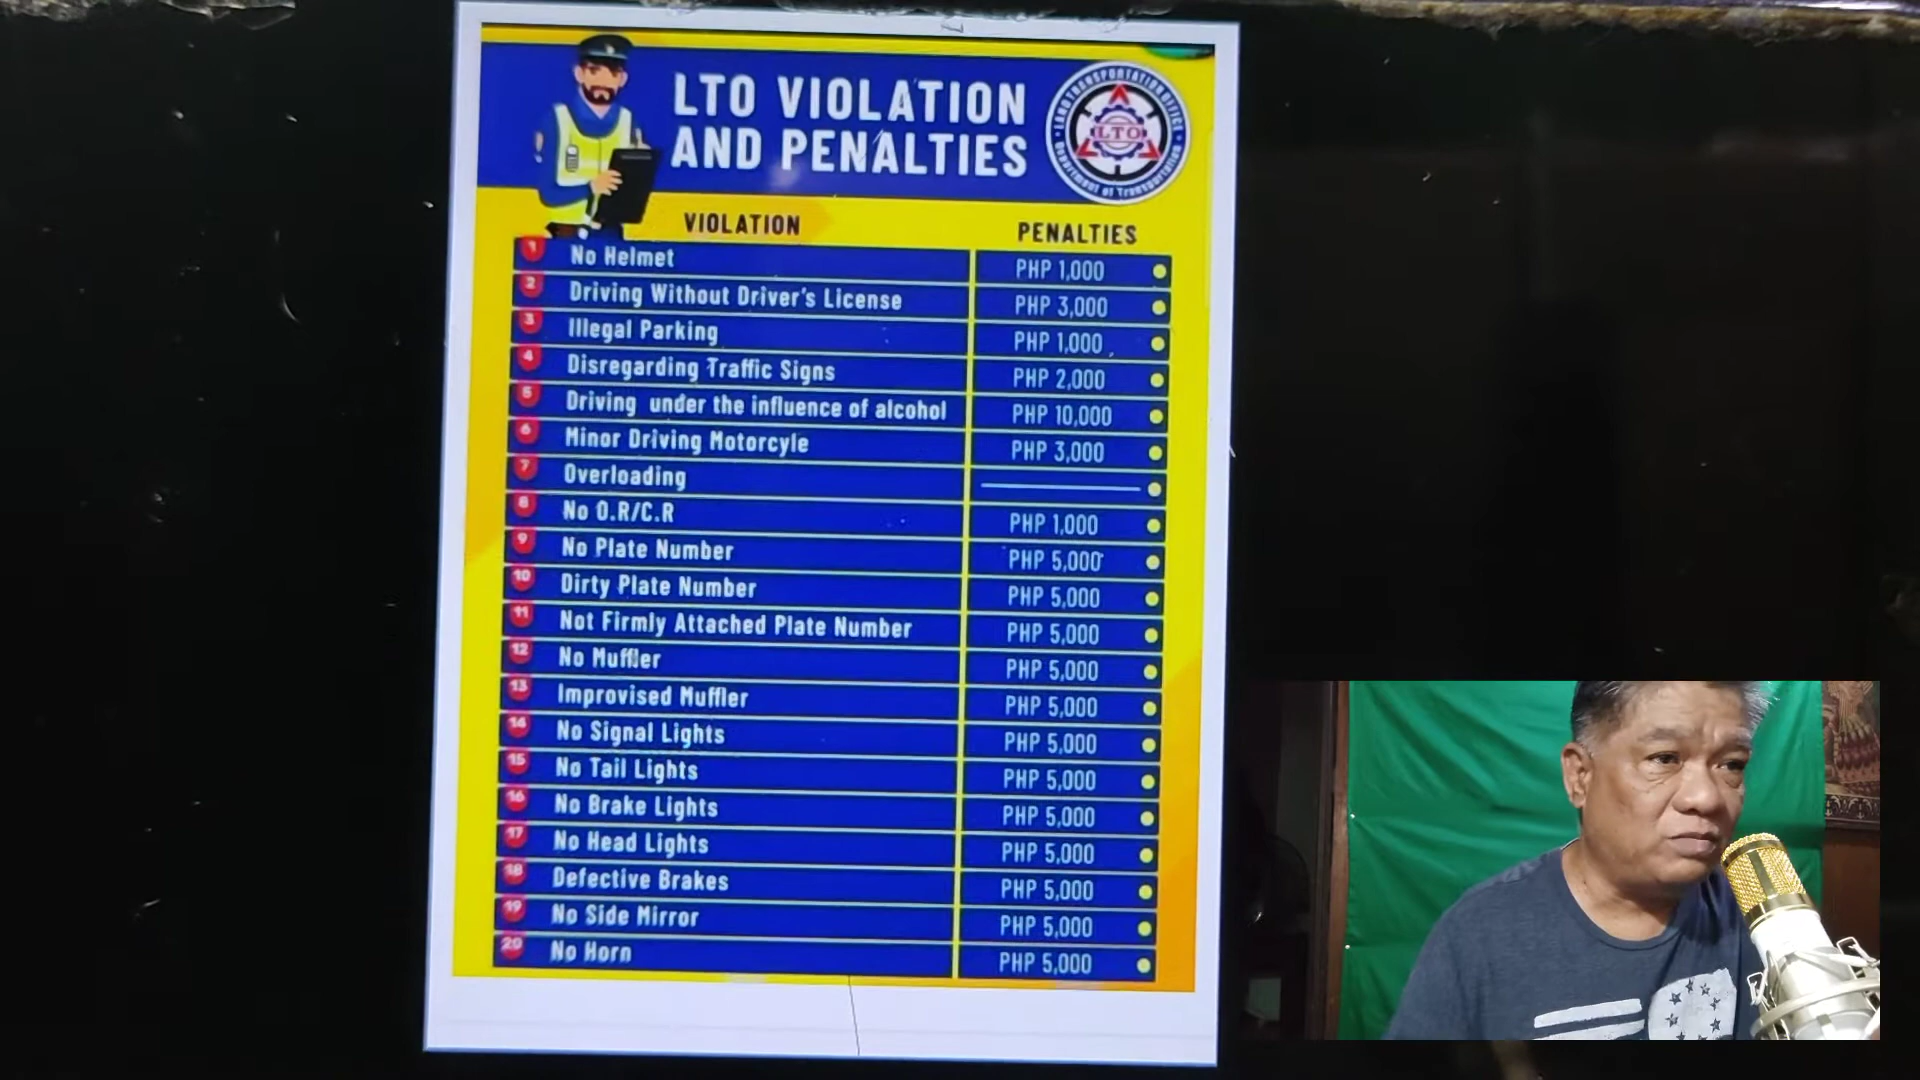 LTO VIOLATION
AND PENALTIES
LAND TRANSPORTATION OFFICE
LTO
Department of Transportation
VIOLATION PENALTIES
1 No Helmet PHP 1,000
2 Driving Without Driver's License PHP 3,000
3 Illegal Parking PHP 1,000
4 Disregarding Traffic Signs PHP 2,000
5 Driving under the influence of alcohol PHP 10,000
6 Minor Driving Motorcyle PHP 3,000
7 Overloading
8 No O.R/C.R PHP 1,000
9 No Plate Number PHP 5,000
10 Dirty Plate Number PHP 5,000
11 Not Firmly Attached Plate Number PHP 5,000
12 No Muffler PHP 5,000
13 Improvised Muffler PHP 5,000
14 No Signal Lights PHP 5,000
15 No Tail Lights PHP 5,000
16 No Brake Lights PHP 5,000
17 No Head Lights PHP 5,000
18 Defective Brakes PHP 5,000
19 No Side Mirror PHP 5,000
20 No Horn PHP 5,000